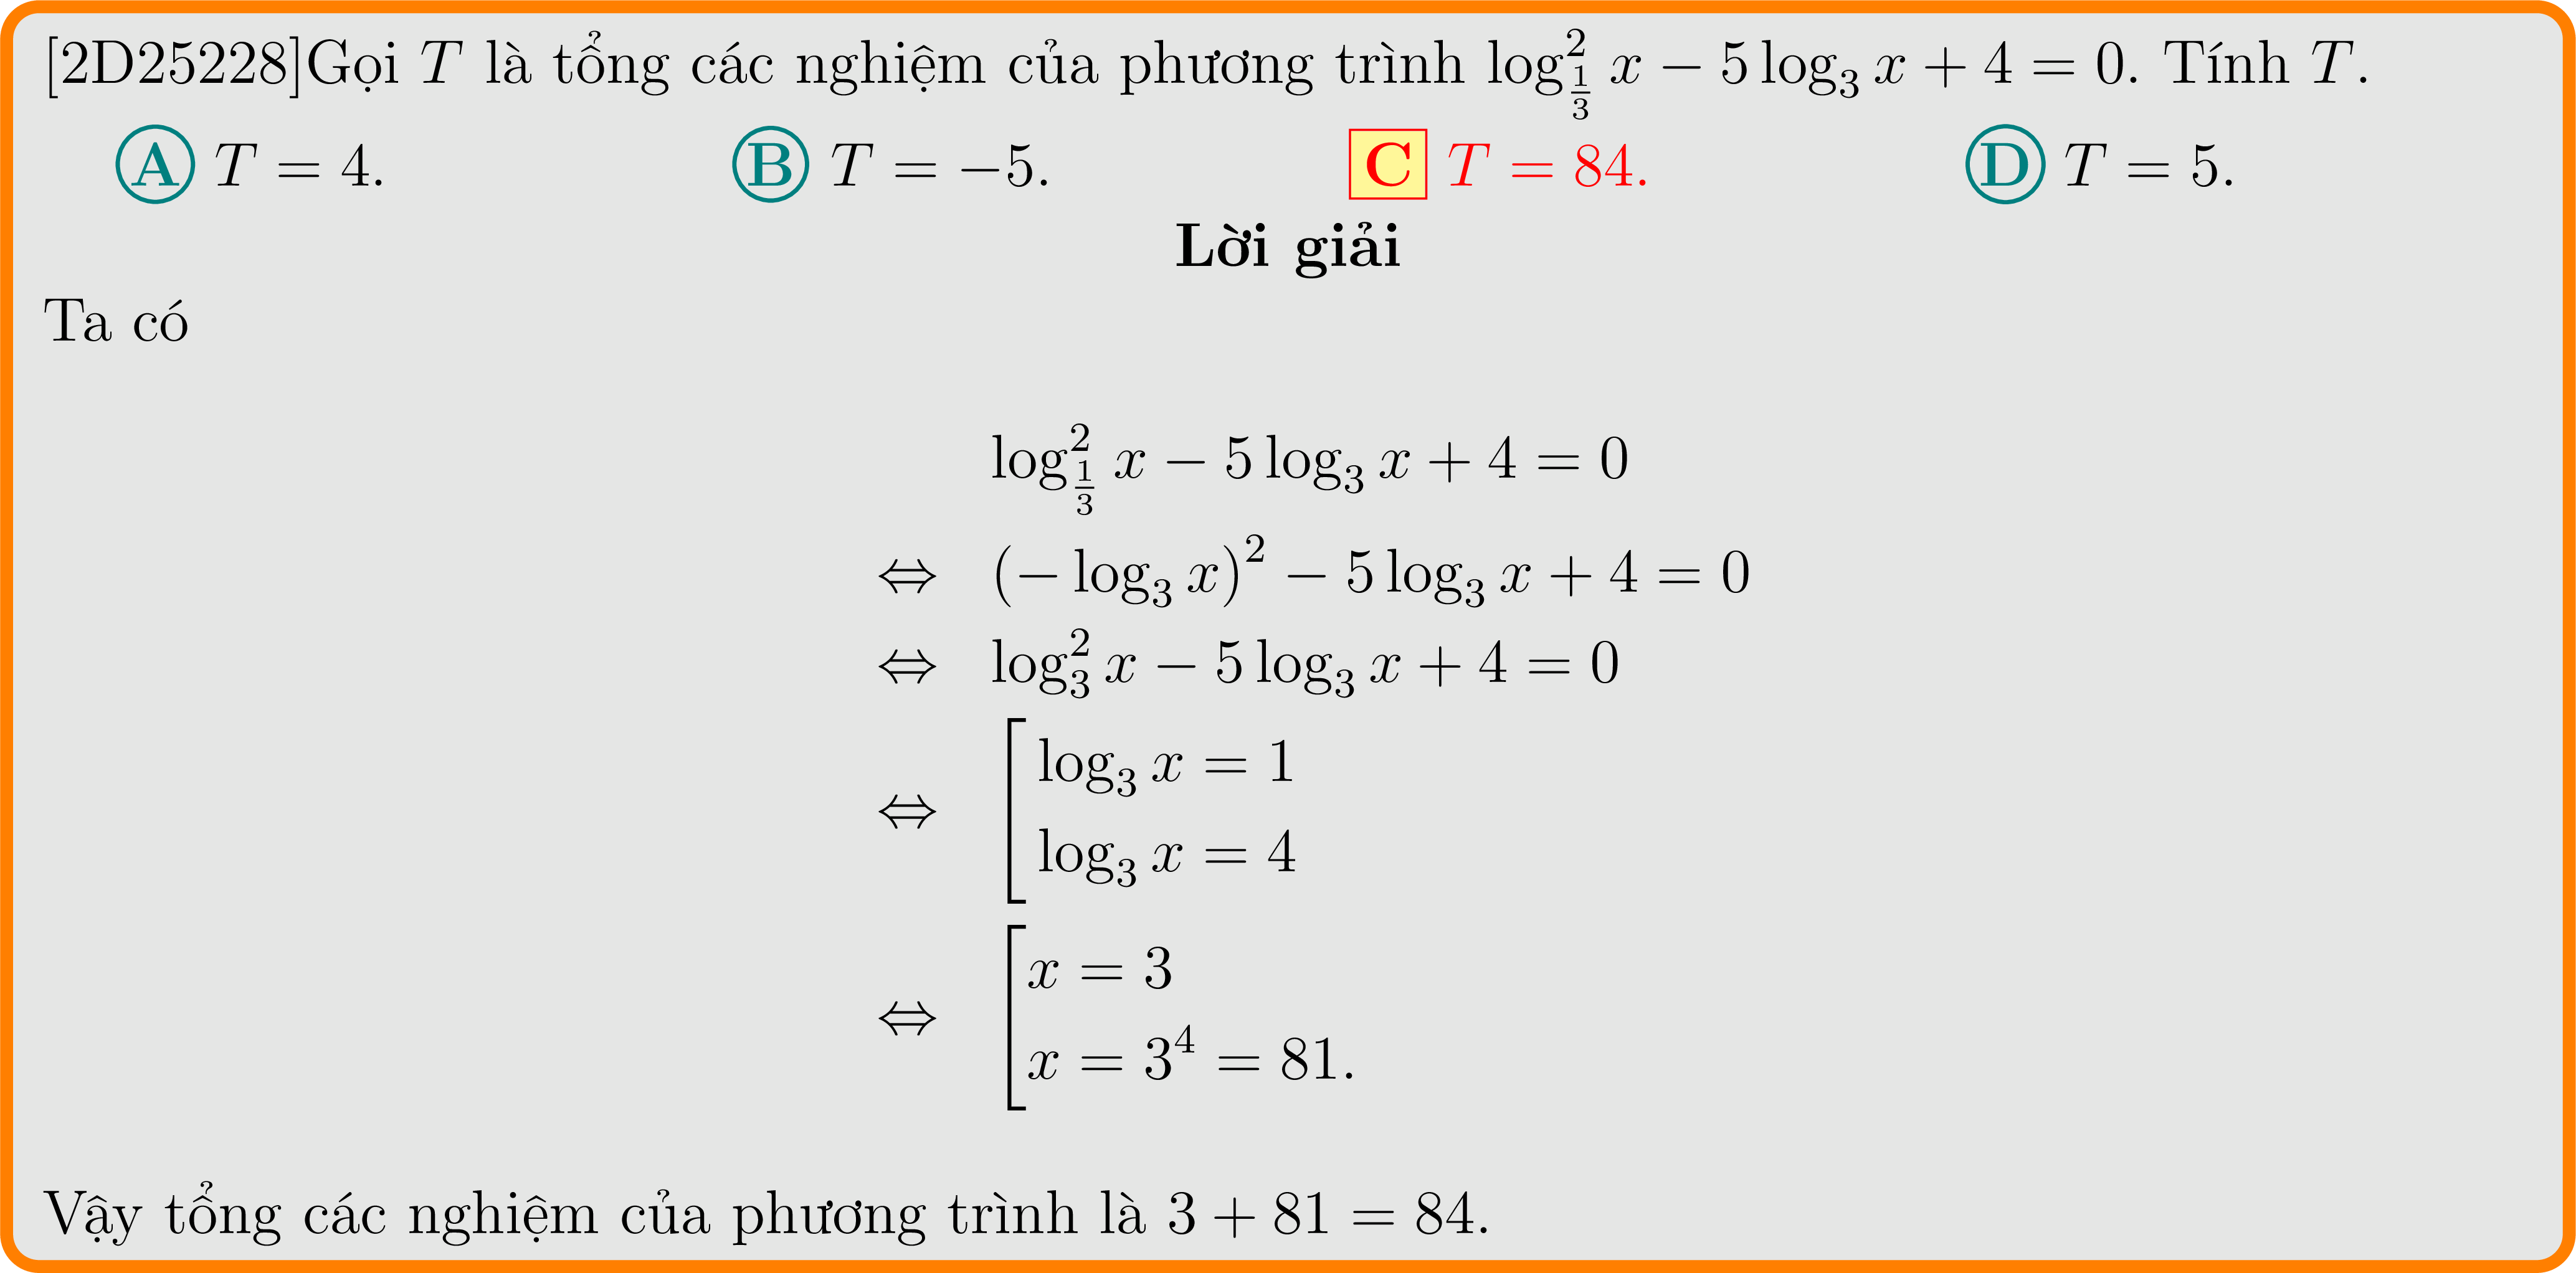 [2D25228]Gọi T là tổng các nghiệm của phương trình $\log_{\frac{1}{3}}^{2} x - 5\log_3 x + 4 = 0$. Tính T.
A T = 4. B T = −5. C T = 84. D T = 5.
Lời giải
Ta có
$\log_{\frac{1}{3}}^{2} x - 5\log_3 x + 4 = 0$
$\Leftrightarrow (-\log_3 x)^2 - 5\log_3 x + 4 = 0$
$\Leftrightarrow \log_3^2 x - 5\log_3 x + 4 = 0$
$\Leftrightarrow \left[\begin{array}{l} \log_3 x = 1 \\ \log_3 x = 4 \end{array}\right.$
$\Leftrightarrow \left[\begin{array}{l} x = 3 \\ x = 3^4 = 81. \end{array}\right.$
Vậy tổng các nghiệm của phương trình là 3 + 81 = 84.